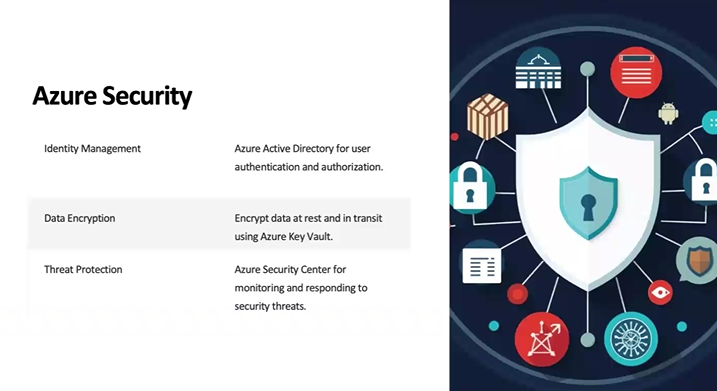 Azure Security
Identity Management
Azure Active Directory for user
authentication and authorization.
Data Encryption
Encrypt data at rest and in transit
using Azure Key Vault.
Threat Protection
Azure Security Center for
monitoring and responding to
security threats.